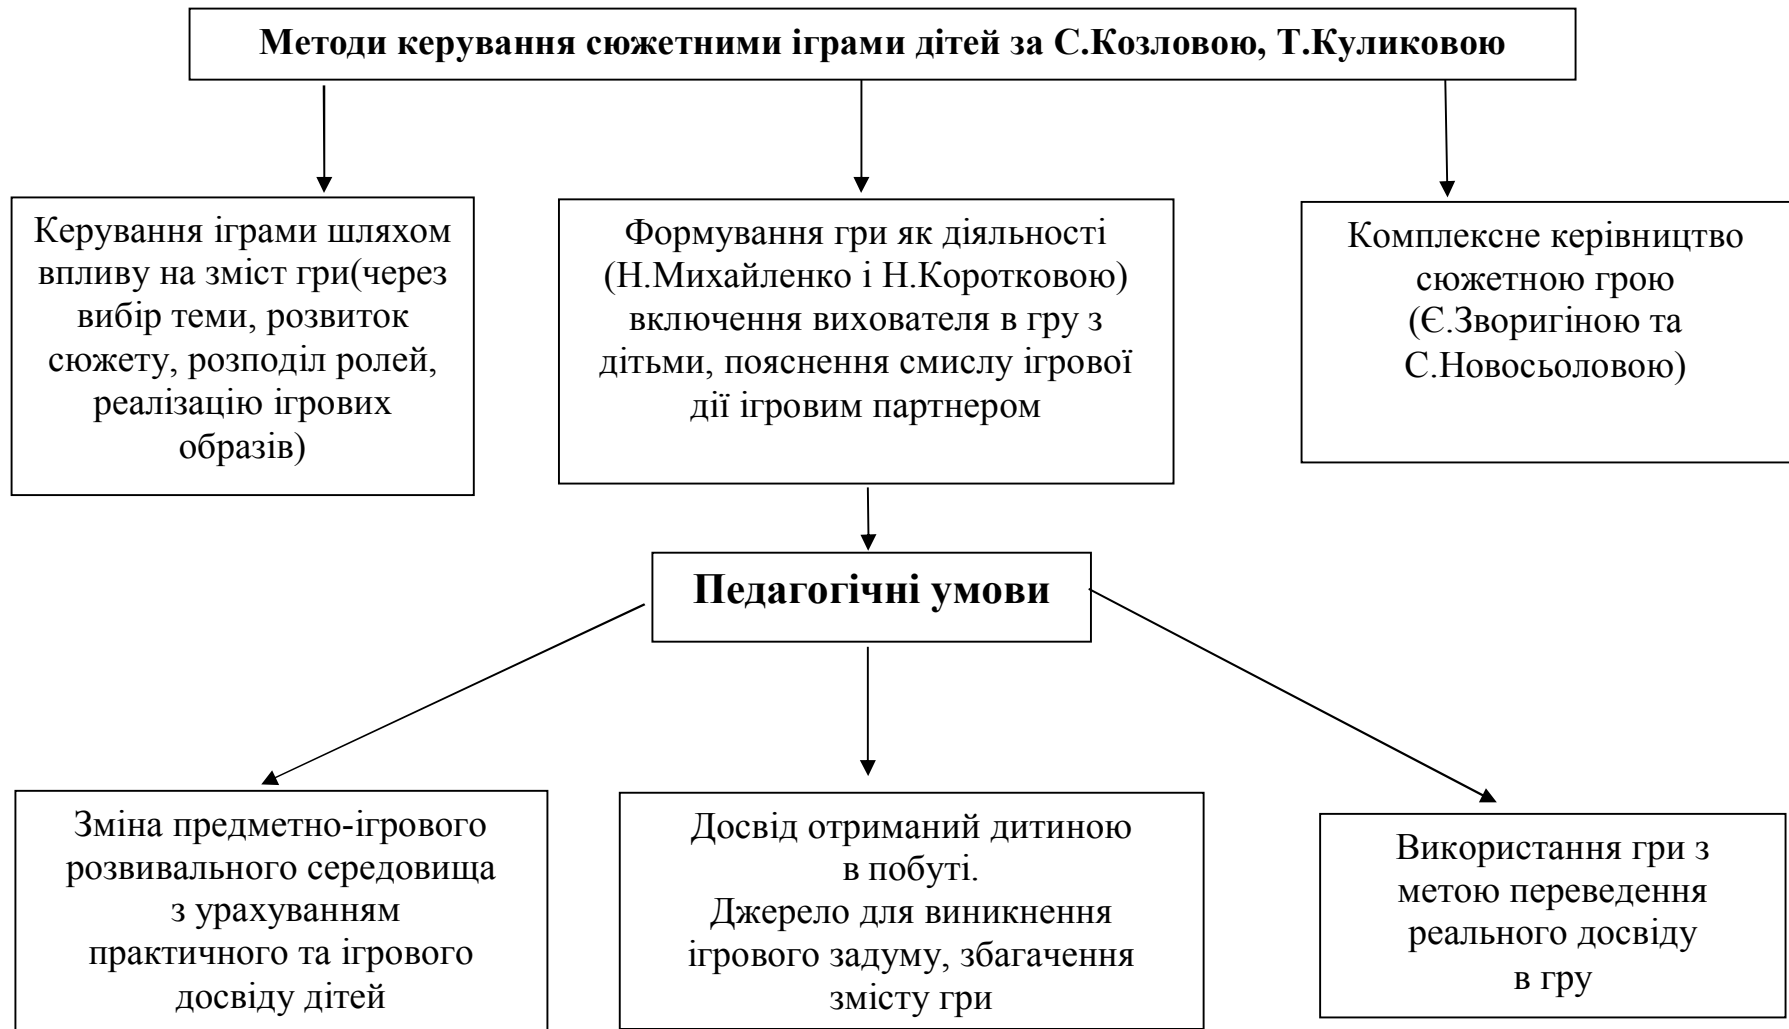 Методи керування сюжетними іграми дітей за С.Козловою, Т.Куликовою
Керування іграми шляхом
впливу на зміст гри(через
вибір теми, розвиток
сюжету, розподіл ролей,
реалізацію ігрових
образів)
Формування гри як діяльності
(Н.Михайленко і Н.Коротковою)
включення вихователя в гру з
дітьми, пояснення смислу ігрової
дії ігровим партнером
Комплексне керівництво
сюжетною грою
(Є.Зворигіною та
С.Новосьоловою)
Педагогічні умови
Зміна предметно-ігрового
розвивального середовища
з урахуванням
практичного та ігрового
досвіду дітей
Досвід отриманий дитиною
в побуті.
Джерело для виникнення
ігрового задуму, збагачення
змісту гри
Використання гри з
метою переведення
реального досвіду
в гру